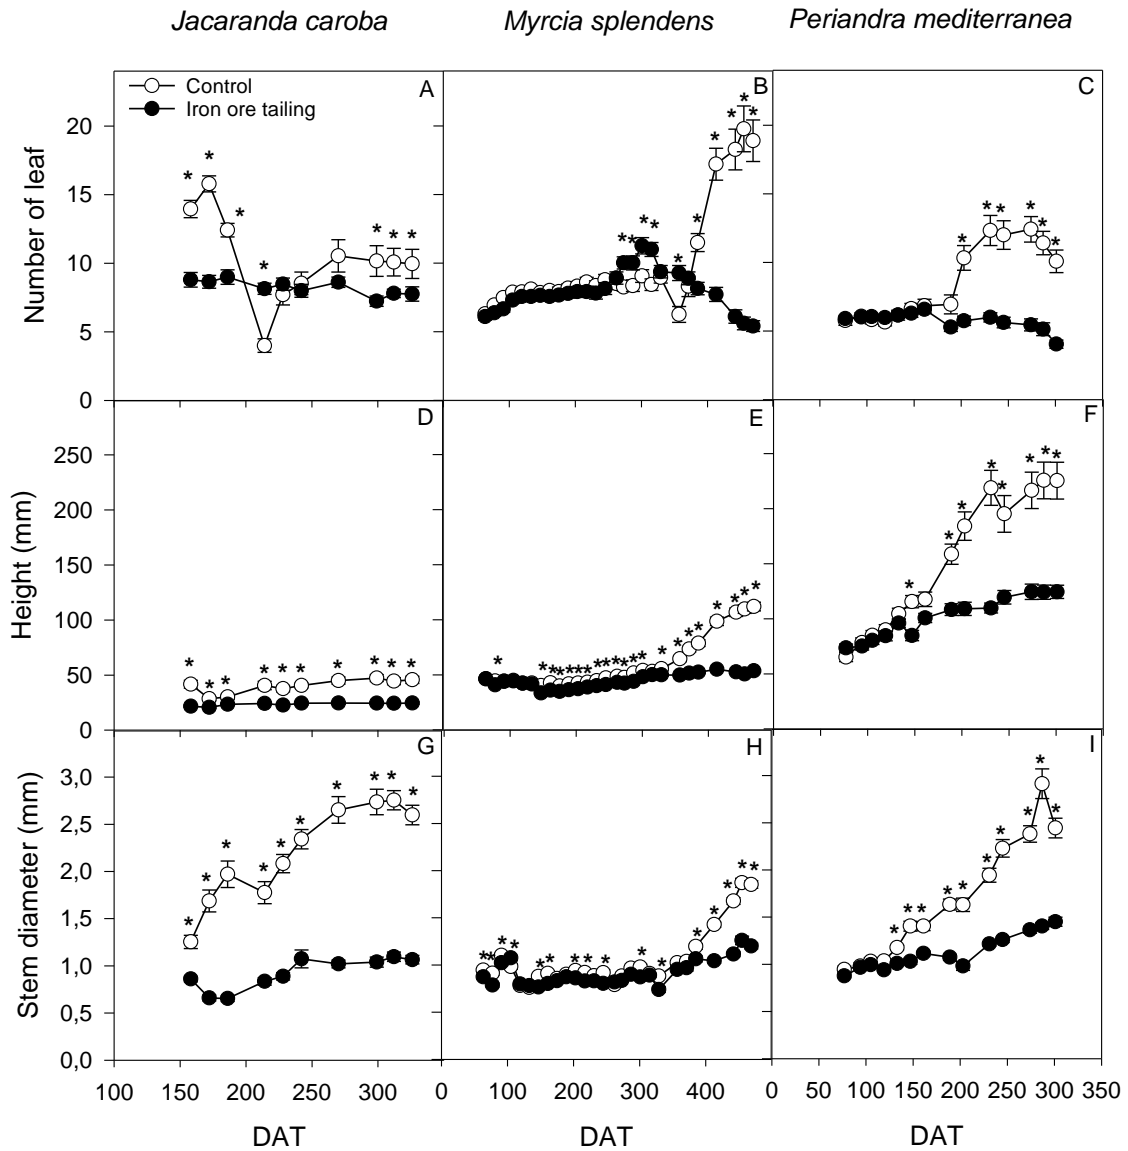 Jacaranda caroba Myrcia splendens Periandra mediterranea
Control
Iron ore tailing
A B C
Number of leaf
20
15
10
5
0
D E F
Height (mm)
250
200
150
100
50
0
G H I
Stem diameter (mm)
3,0
2,5
2,0
1,5
1,0
0,5
0,0
100 150 200 250 300 0 100 200 300 400 0 50 100 150 200 250 300 350
DAT DAT DAT